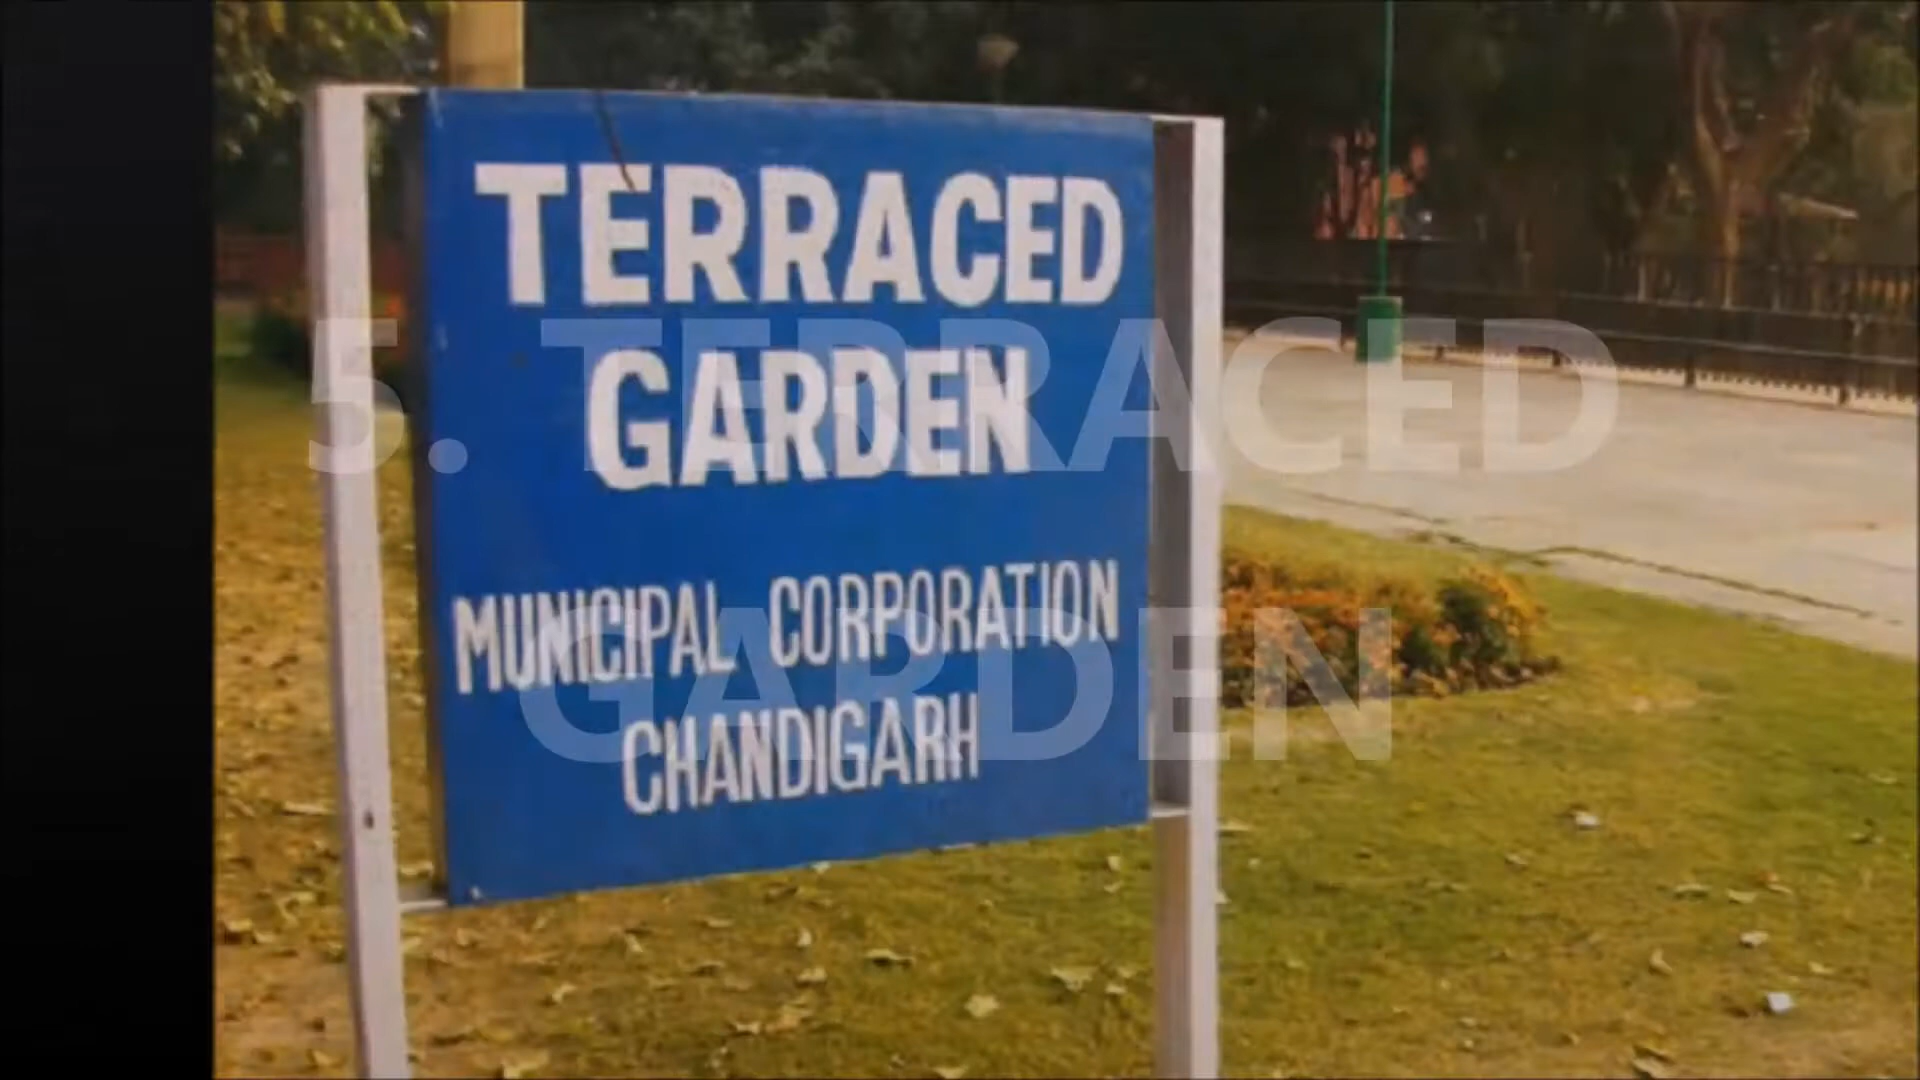 TERRACED
GARDEN
MUNICIPAL CORPORATION
CHANDIGARH
5. TERRACED
GARDEN